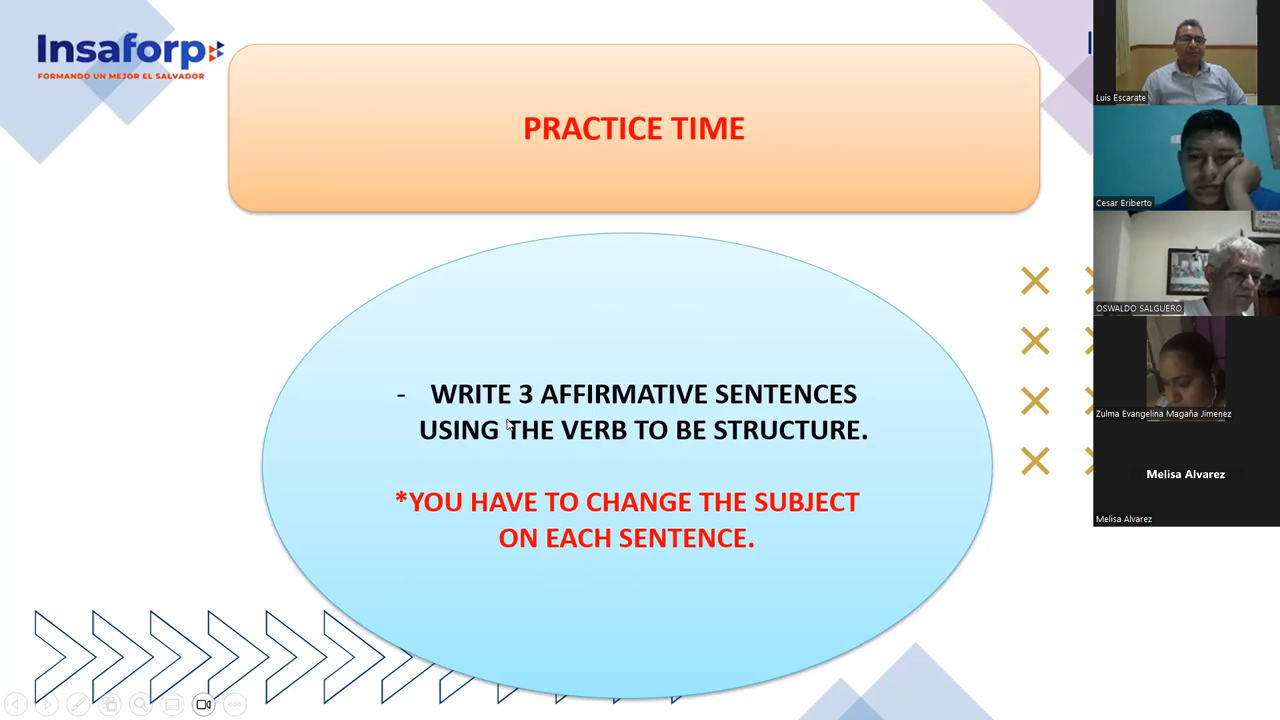 Insaforp
FORMANDO UN MEJOR EL SALVADOR
PRACTICE TIME
- WRITE 3 AFFIRMATIVE SENTENCES
USING THE VERB TO BE STRUCTURE.
*YOU HAVE TO CHANGE THE SUBJECT
ON EACH SENTENCE.
Luis Escarate
Cesar Eriberto
OSWALDO SALGUERO
Zulma Evangelina Magaña Jimenez
Melisa Alvarez
Melisa Alvarez